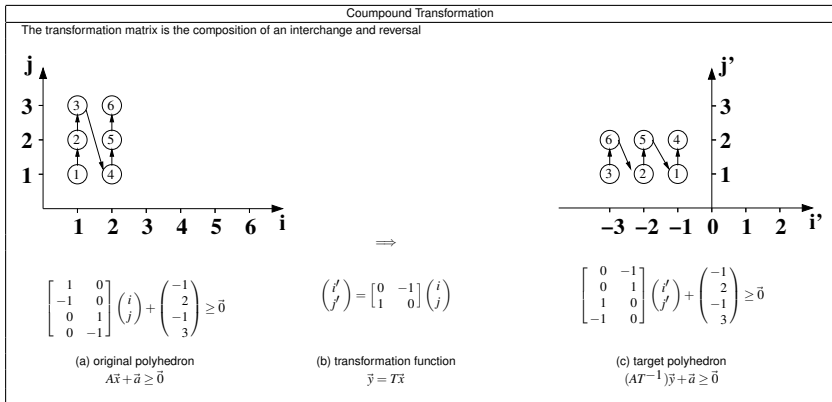 Coumpound Transformation
The transformation matrix is the composition of an interchange and reversal
j
3
2
1
1 2 3 4 5 6 i
3 6
2 5
1 4
j’
3
2
1
−3 −2 −1 0 1 2 i’
6 5 4
3 2 1
⟹
[ 1 0
−1 0
0 1
0 −1 ] (i j) + (−1 2 −1 3) ≥ 0⃗
(i′ j′) = [0 −1
1 0] (i j)
[ 0 −1
0 1
1 0
−1 0 ] (i′ j′) + (−1 2 −1 3) ≥ 0⃗
(a) original polyhedron
Ax⃗ + a⃗ ≥ 0⃗
(b) transformation function
y⃗ = Tx⃗
(c) target polyhedron
(AT⁻¹)y⃗ + a⃗ ≥ 0⃗